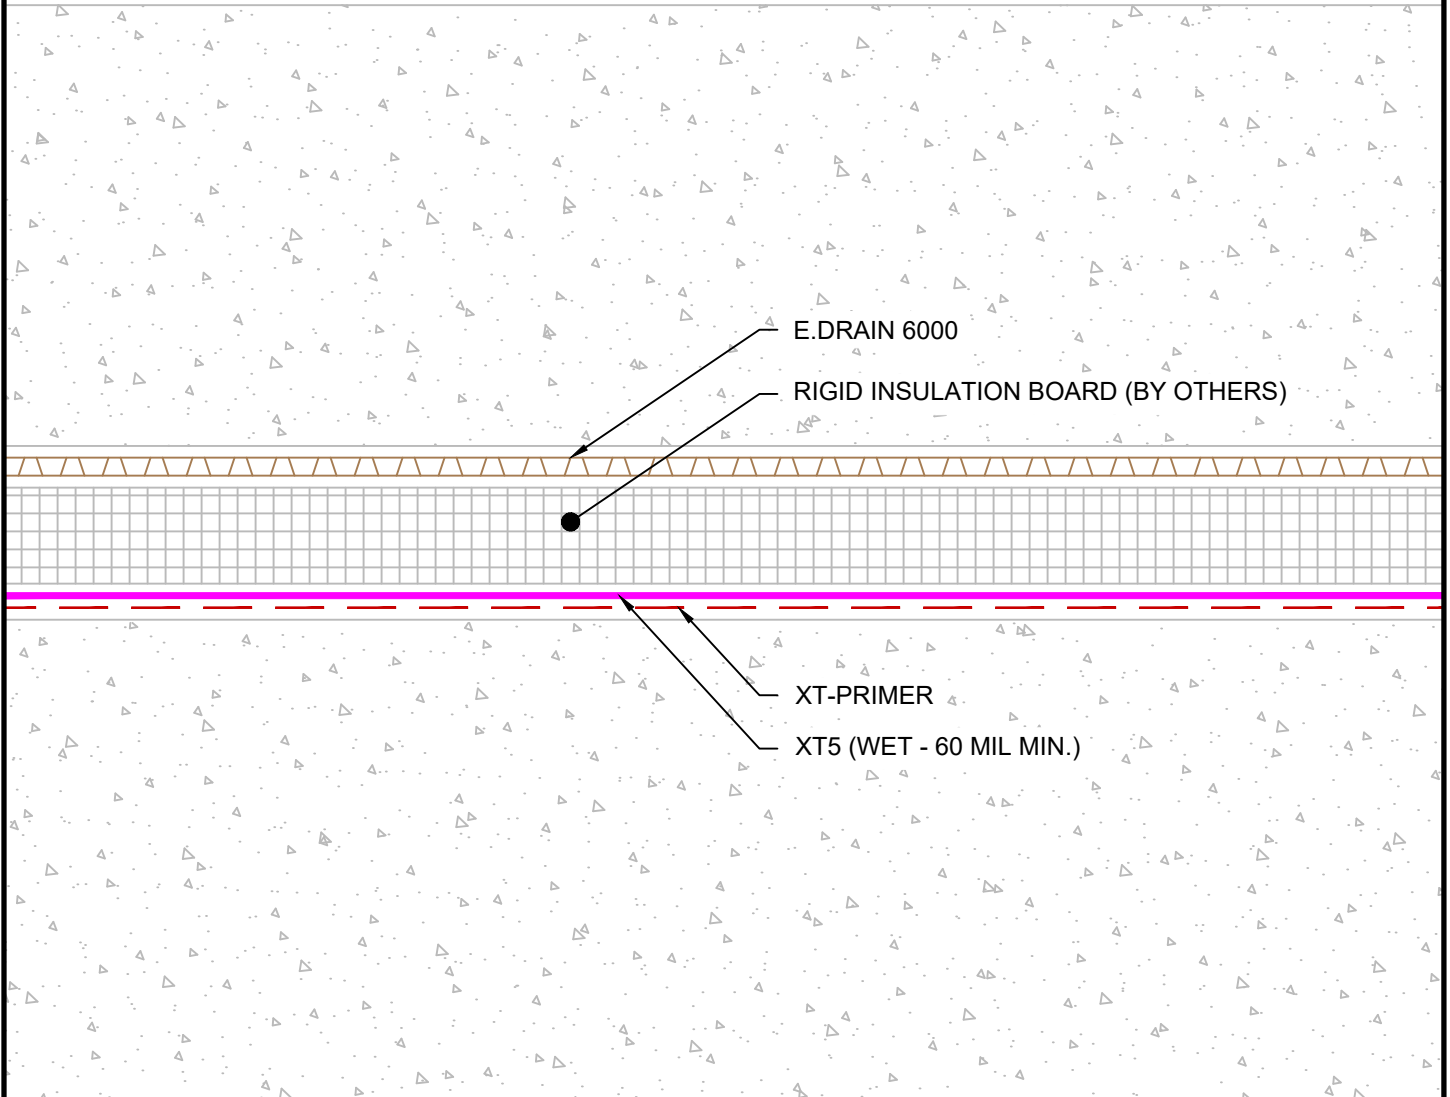 E.DRAIN 6000
RIGID INSULATION BOARD (BY OTHERS)
XT-PRIMER
XT5 (WET - 60 MIL MIN.)